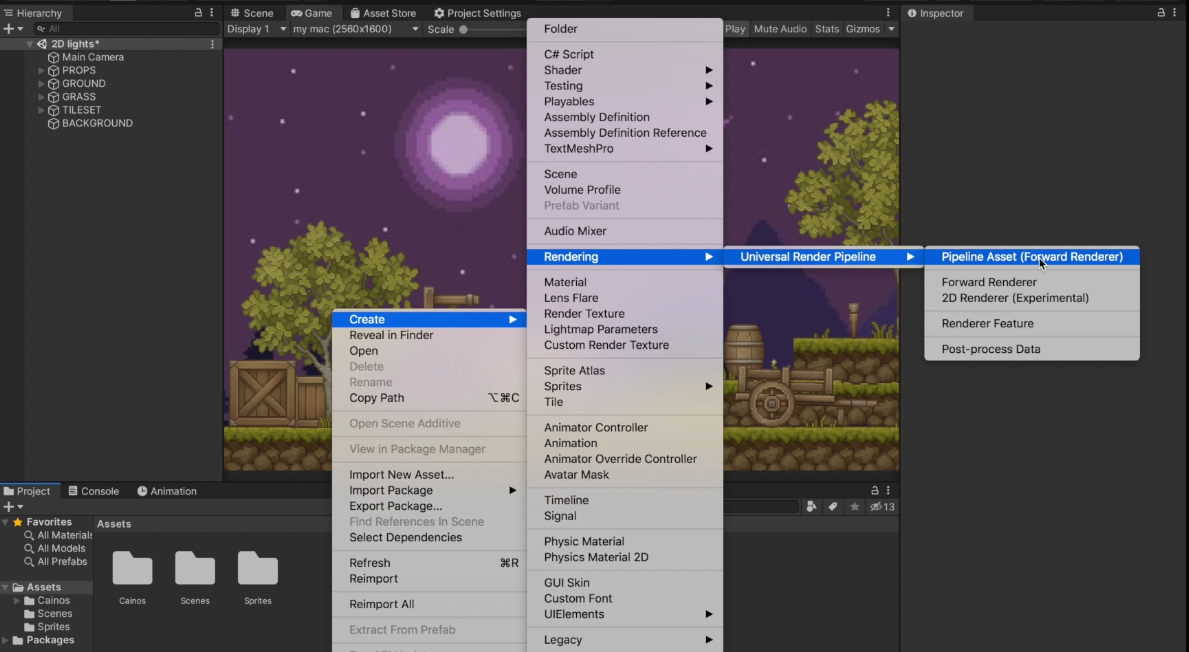 Hierarchy
All
2D lights*
Main Camera
PROPS
GROUND
GRASS
TILESET
BACKGROUND
Scene
Game
Asset Store
Project Settings
Display 1
my mac (2560x1600)
Scale
Play
Mute Audio
Stats
Gizmos
Inspector
Create
Reveal in Finder
Open
Delete
Rename
Copy Path ⌥⌘C
Open Scene Additive
View in Package Manager
Import New Asset...
Import Package
Export Package...
Find References In Scene
Select Dependencies
Refresh ⌘R
Reimport
Reimport All
Extract From Prefab
Folder
C# Script
Shader
Testing
Playables
Assembly Definition
Assembly Definition Reference
TextMeshPro
Scene
Volume Profile
Prefab Variant
Audio Mixer
Rendering
Material
Lens Flare
Render Texture
Lightmap Parameters
Custom Render Texture
Sprite Atlas
Sprites
Tile
Animator Controller
Animation
Animator Override Controller
Avatar Mask
Timeline
Signal
Physic Material
Physics Material 2D
GUI Skin
Custom Font
UIElements
Legacy
Universal Render Pipeline
Pipeline Asset (Forward Renderer)
Forward Renderer
2D Renderer (Experimental)
Renderer Feature
Post-process Data
Project
Console
Animation
13
Favorites
All Materials
All Models
All Prefabs
Assets
Cainos
Scenes
Sprites
Packages
Assets
Cainos
Scenes
Sprites